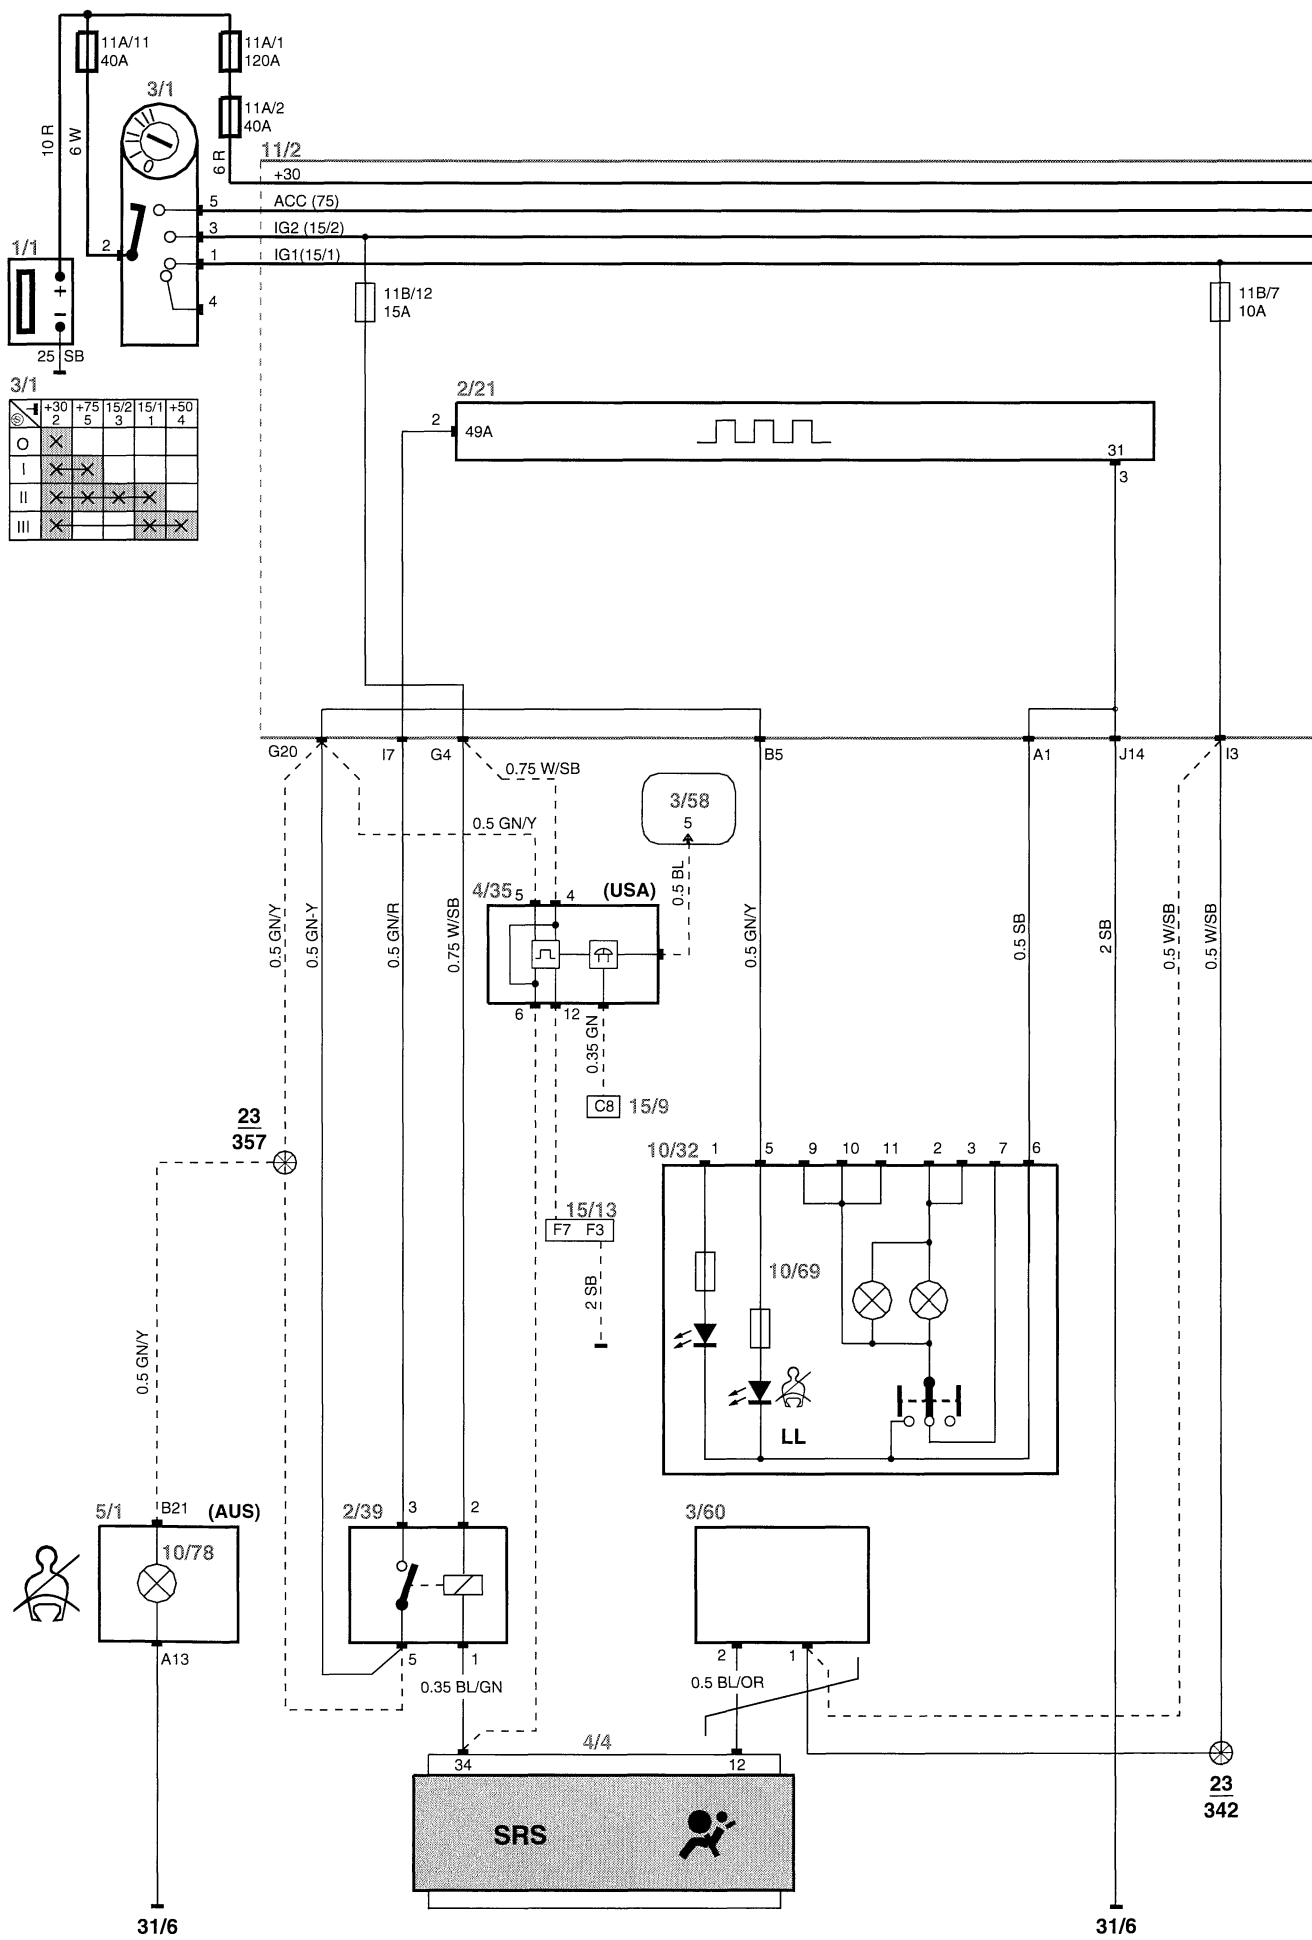 11A/11
40A
11A/1
120A
3/1
11A/2
40A
10 R
6 W
6 R
11/2
+30
5
ACC (75)
3
IG2 (15/2)
1
IG1(15/1)
2
4
1/1
+
−
25 SB
11B/12
15A
11B/7
10A
3/1
+30 +75 15/2 15/1 +50
2 5 3 1 4
O
I
II
III
2/21
2
49A
31
3
G20
I7
G4
B5
A1
J14
I3
0.75 W/SB
0.5 GN/Y
3/58
5
0.5 BL
4/35
5
4
(USA)
0.5 GN/Y
0.5 GN-Y
0.5 GN/R
0.75 W/SB
0.5 GN/Y
0.5 SB
2 SB
0.5 W/SB
0.5 W/SB
6
12
0.35 GN
C8
15/9
23
357
10/32
1
5
9
10
11
2
3
7
6
15/13
F7 F3
2 SB
10/69
LL
0.5 GN/Y
5/1
B21
(AUS)
10/78
A13
2/39
3
2
5
1
0.35 BL/GN
3/60
2
1
0.5 BL/OR
4/4
34
12
SRS
23
342
31/6
31/6